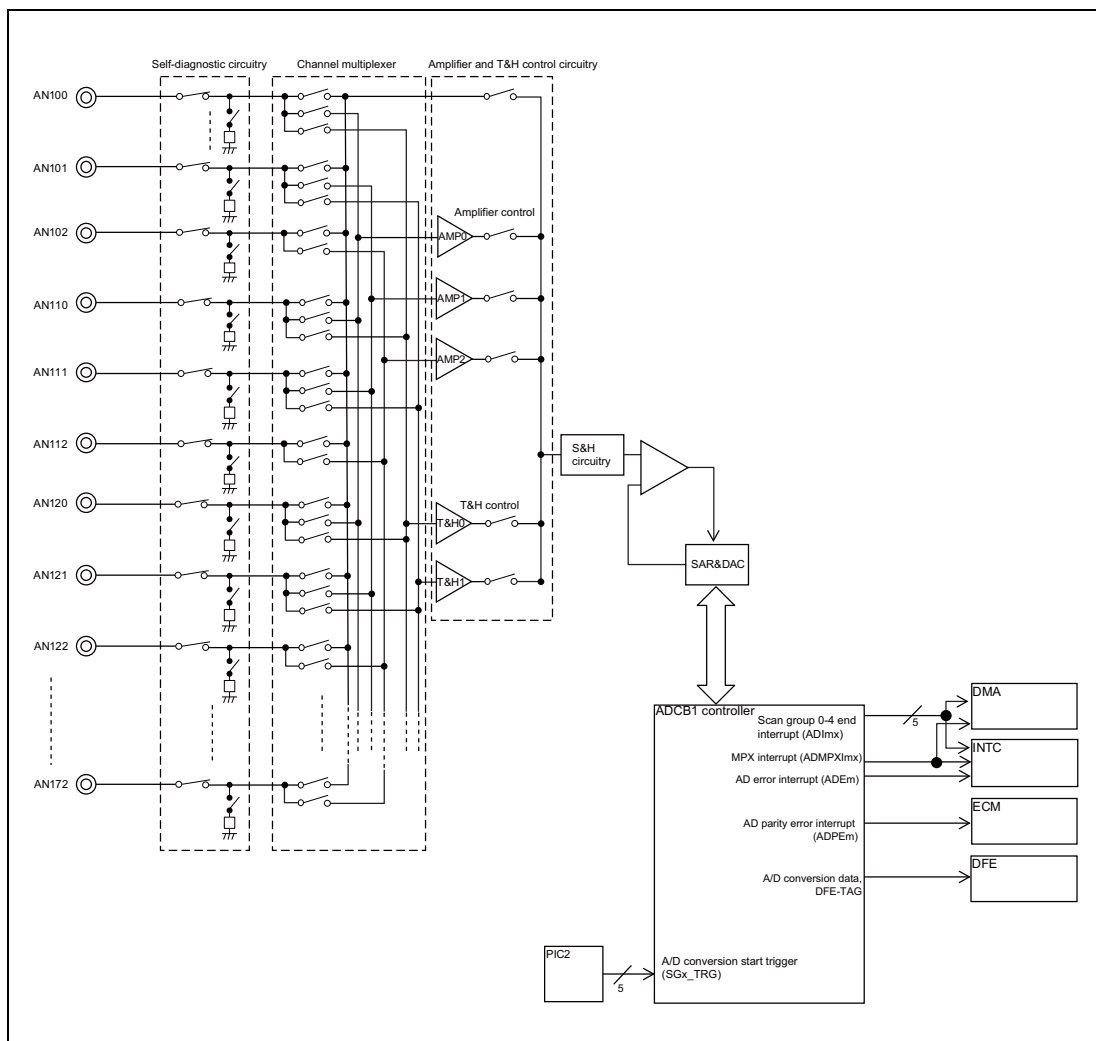 Self-diagnostic circuitry
Channel multiplexer
Amplifier and T&H control circuitry
AN100
AN101
AN102
Amplifier control
AMP0
AN110
AMP1
AMP2
AN111
AN112
S&H
circuitry
AN120
T&H control
T&H0
SAR&DAC
AN121
T&H1
AN122
AN172
ADCB1 controller
Scan group 0-4 end
interrupt (ADImx)
5
DMA
MPX interrupt (ADMPXImx)
INTC
AD error interrupt (ADEm)
AD parity error interrupt
(ADPEm)
ECM
A/D conversion data,
DFE-TAG
DFE
PIC2
5
A/D conversion start trigger
(SGx_TRG)